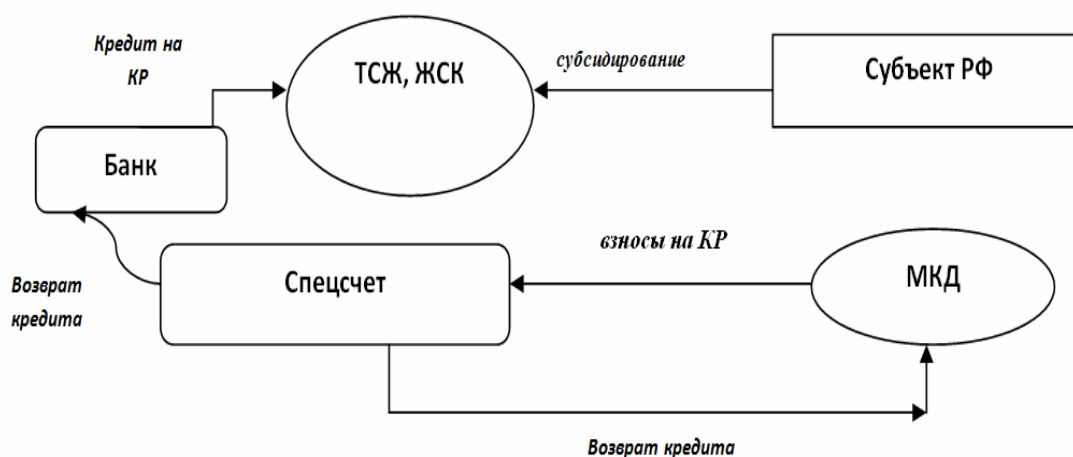 Кредит на
КР
ТСЖ, ЖСК
субсидирование
Субъект РФ
Банк
взносы на КР
Спецсчет
МКД
Возврат
кредита
Возврат кредита